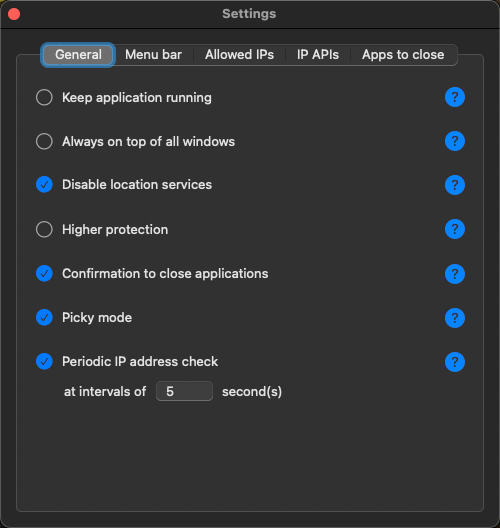 Settings
General Menu bar Allowed IPs IP APIs Apps to close
Keep application running ?
Always on top of all windows ?
Disable location services ?
Higher protection ?
Confirmation to close applications ?
Picky mode ?
Periodic IP address check ?
at intervals of 5 second(s)